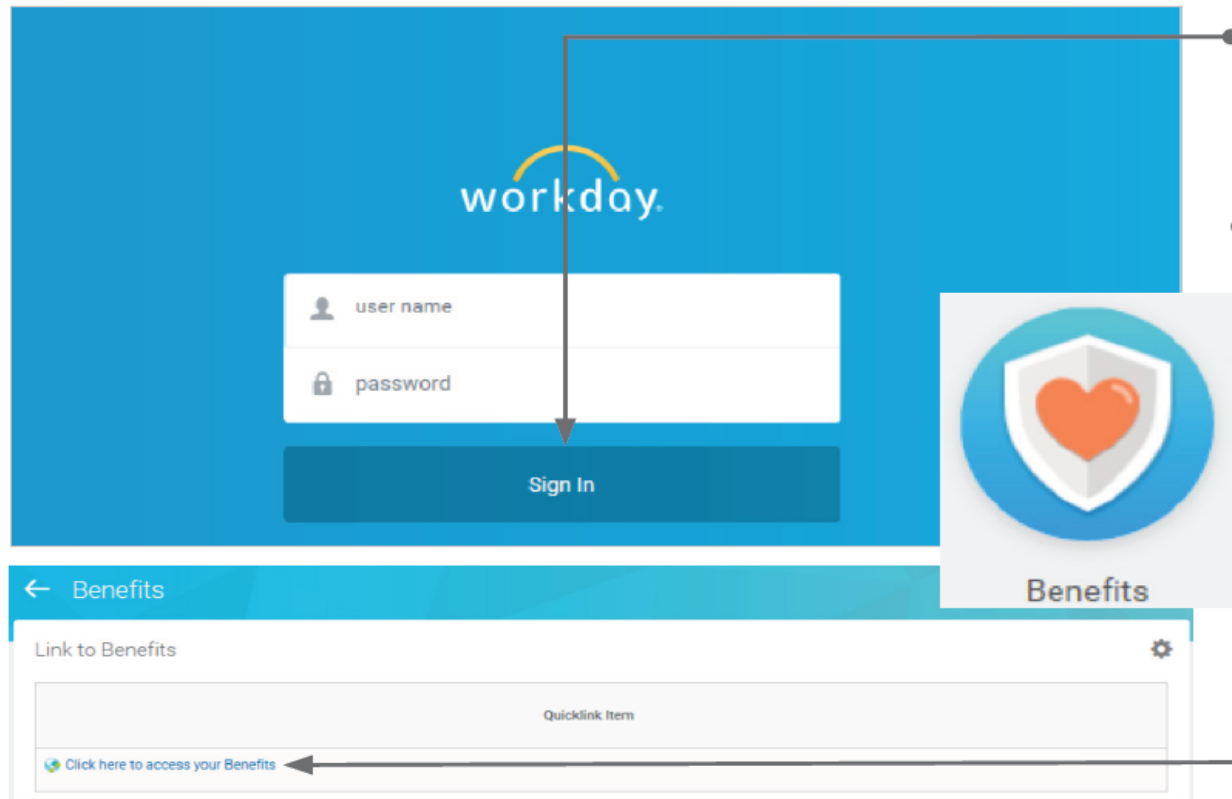 workday.
user name
password
Sign In
Benefits
Benefits
Link to Benefits
Quicklink Item
Click here to access your Benefits